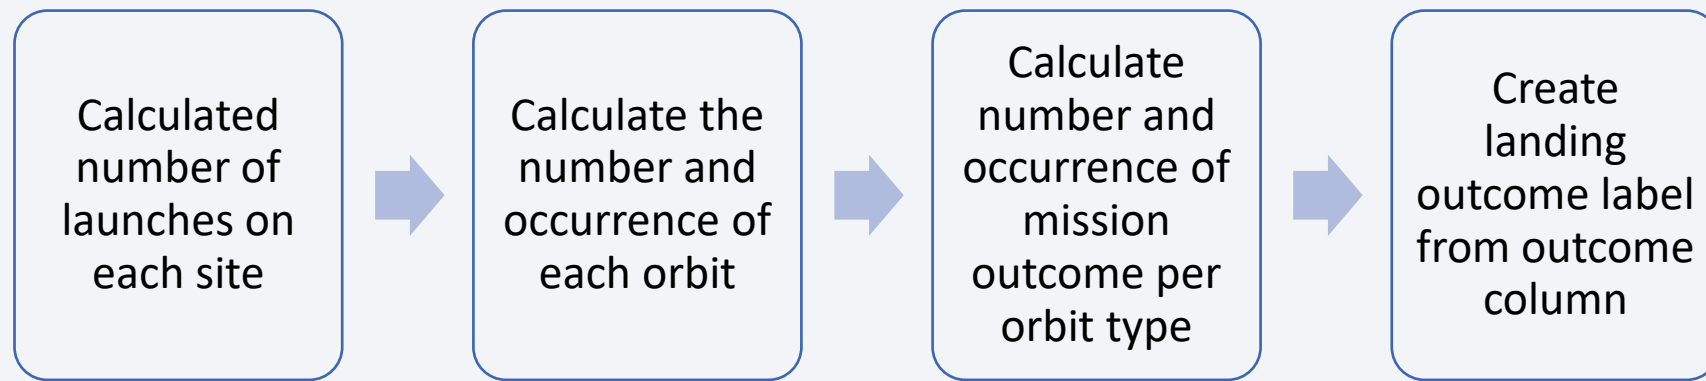 Calculated
number of
launches on
each site
Calculate the
number and
occurrence of
each orbit
Calculate
number and
occurrence of
mission
outcome per
orbit type
Create
landing
outcome label
from outcome
column